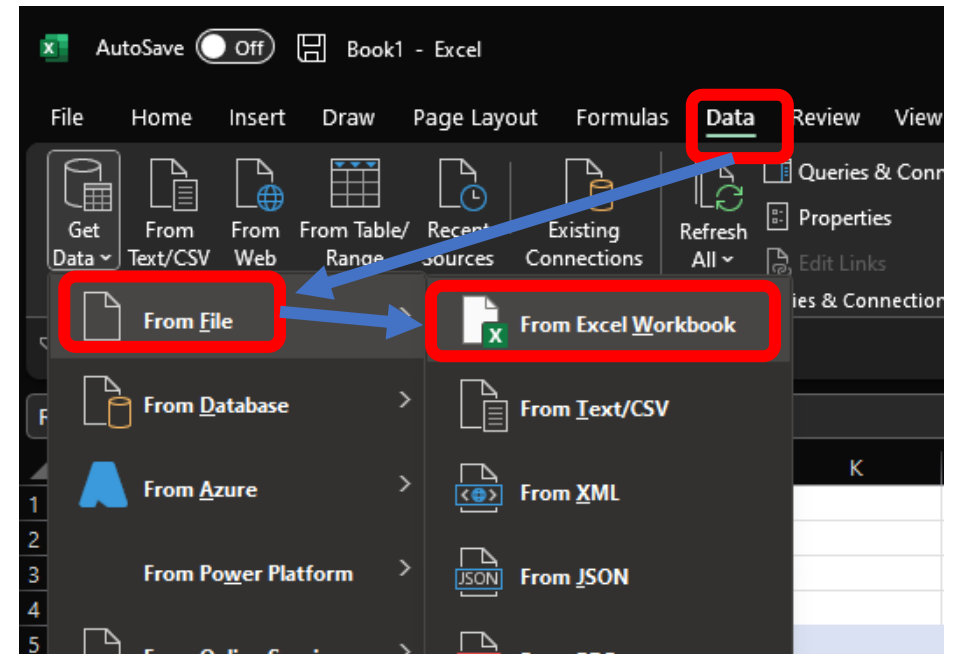 AutoSave Off Book1 - Excel
File Home Insert Draw Page Layout Formulas Data Review View
Get Data
From Text/CSV
From Web
From Table/ Range
Recent Sources
Existing Connections
Refresh All
Queries & Conn
Properties
Edit Links
ies & Connection
From File
From Excel Workbook
From Database
From Text/CSV
K
From Azure
From XML
1
2
From Power Platform
From JSON
3
4
5